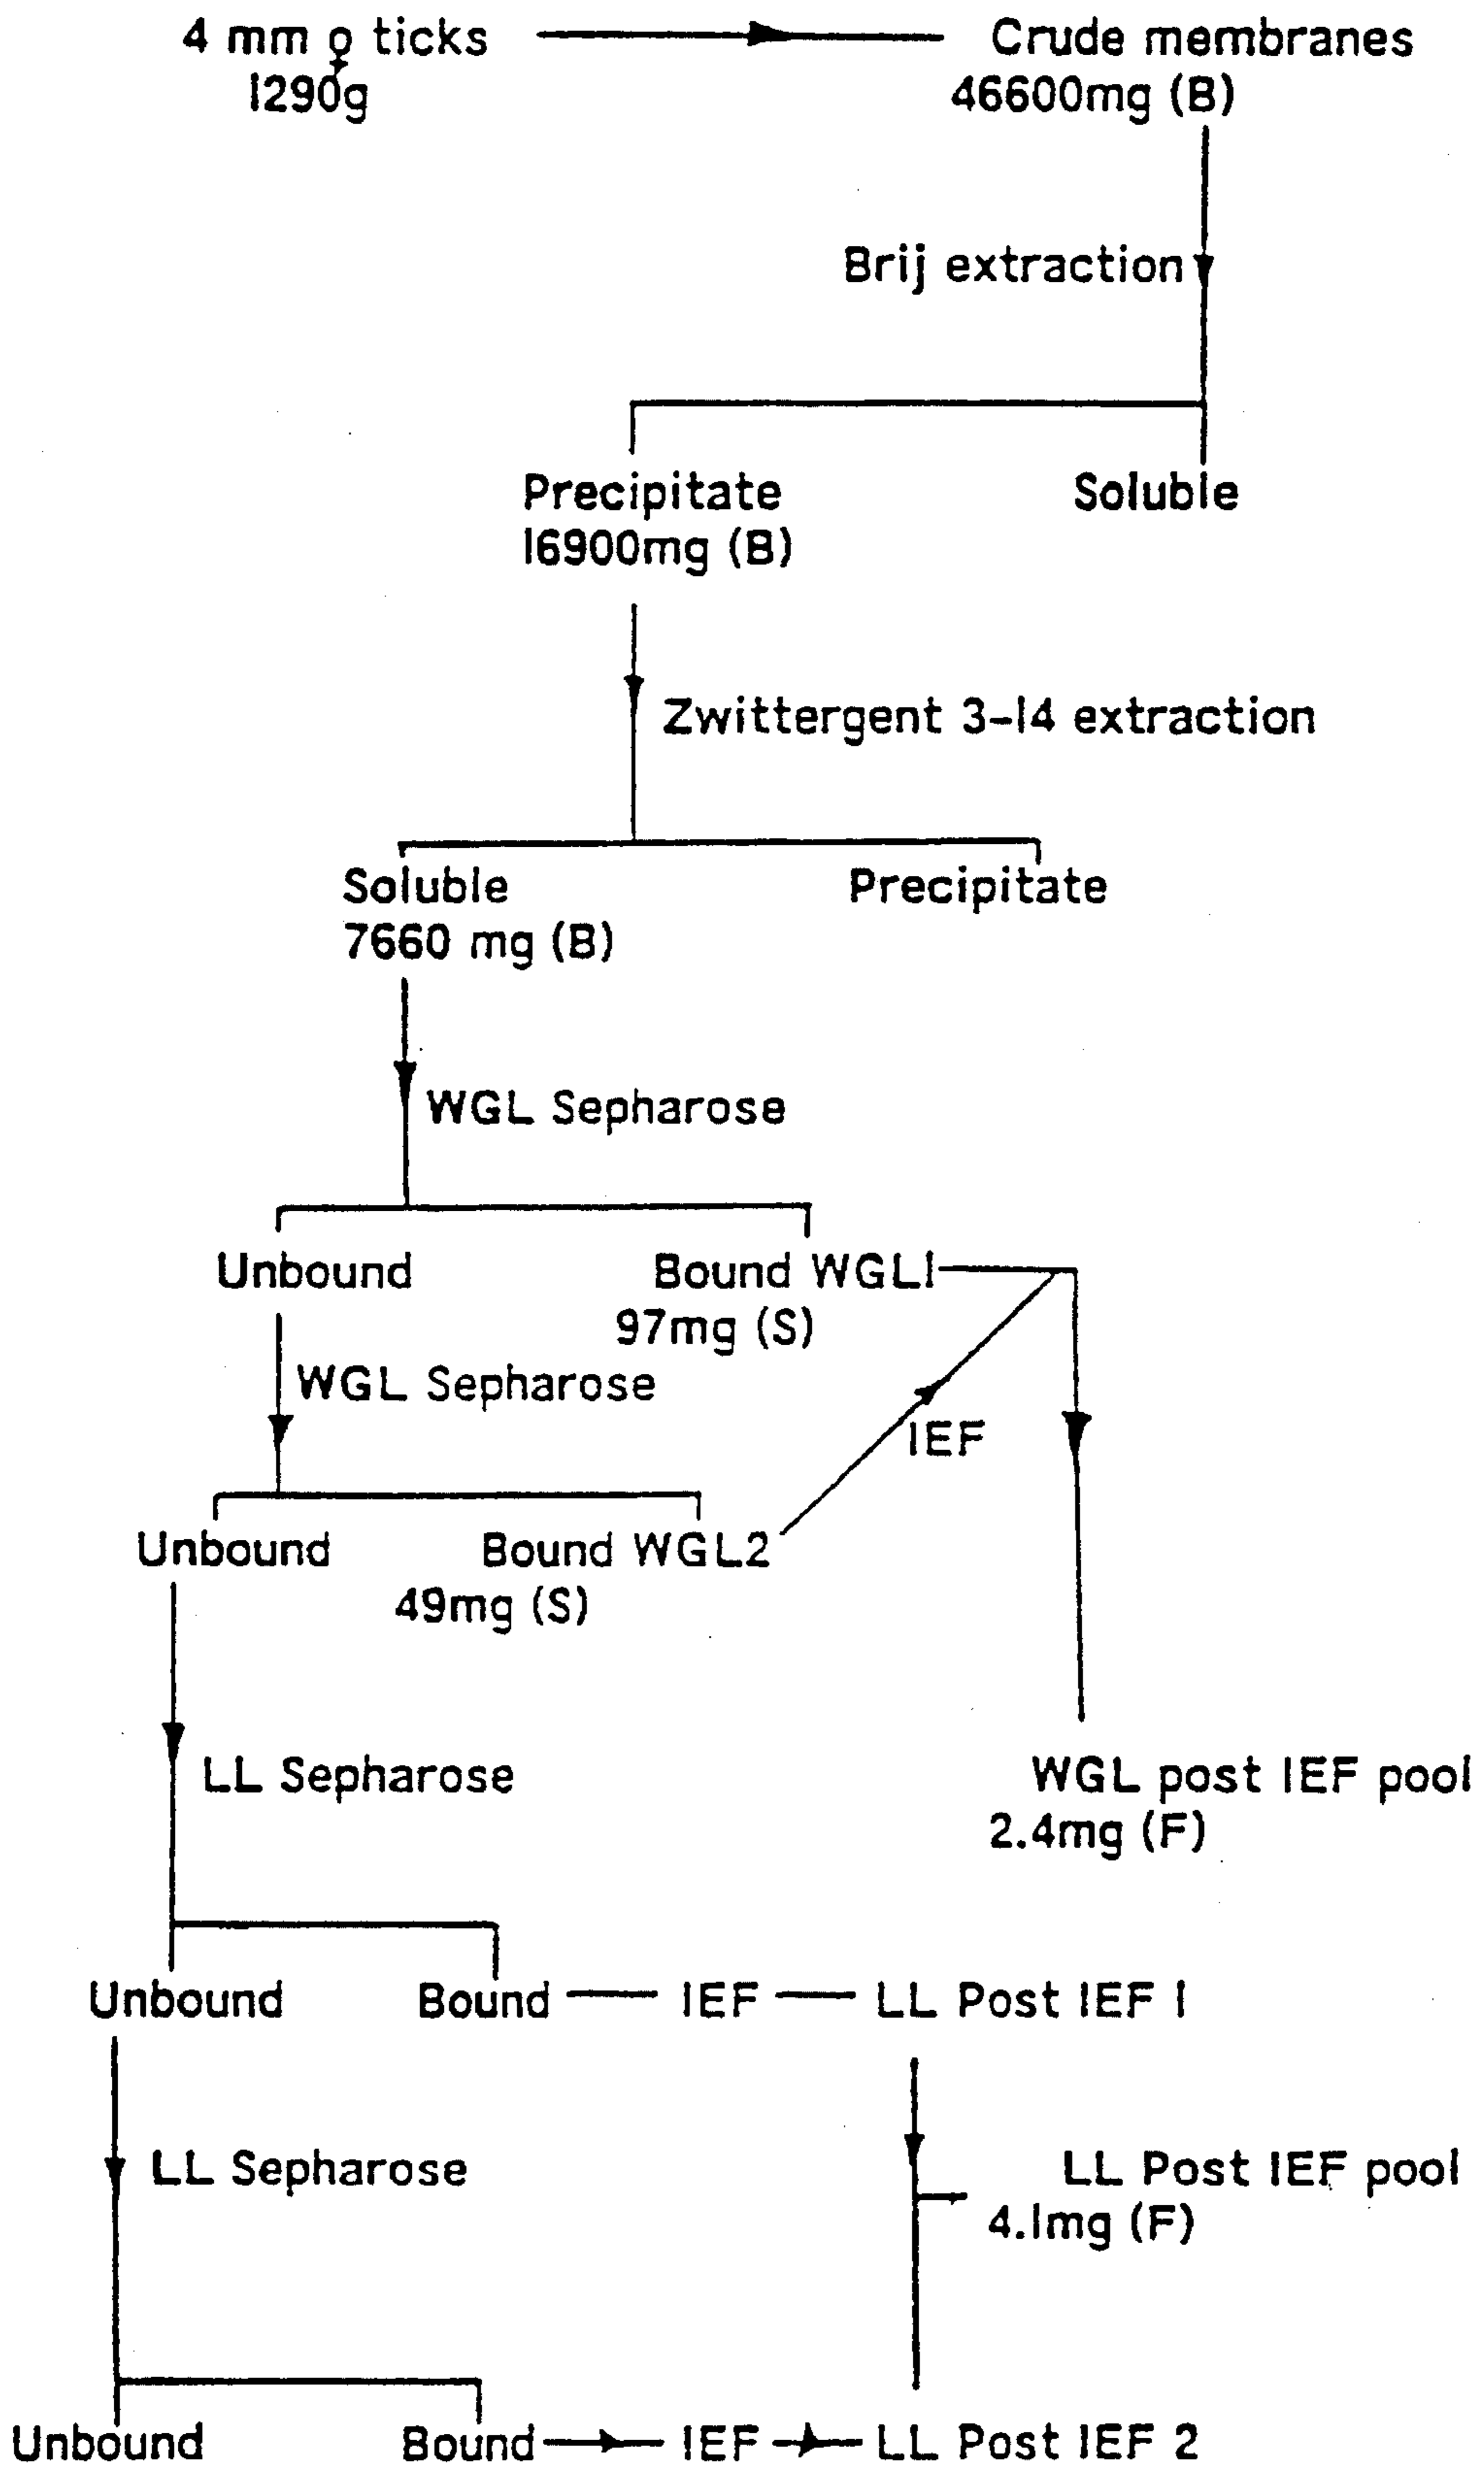 4 mm ♀ ticks
1290g
Crude membranes
46600mg (B)
Brij extraction
Precipitate
16900mg (B)
Soluble
Zwittergent 3-14 extraction
Soluble
7660 mg (B)
Precipitate
WGL Sepharose
Unbound
Bound WGL1
97mg (S)
WGL Sepharose
IEF
Unbound
Bound WGL2
49mg (S)
LL Sepharose
WGL post IEF pool
2.4mg (F)
Unbound
Bound
IEF
LL Post IEF 1
LL Sepharose
LL Post IEF pool
4.1mg (F)
Unbound
Bound
IEF
LL Post IEF 2